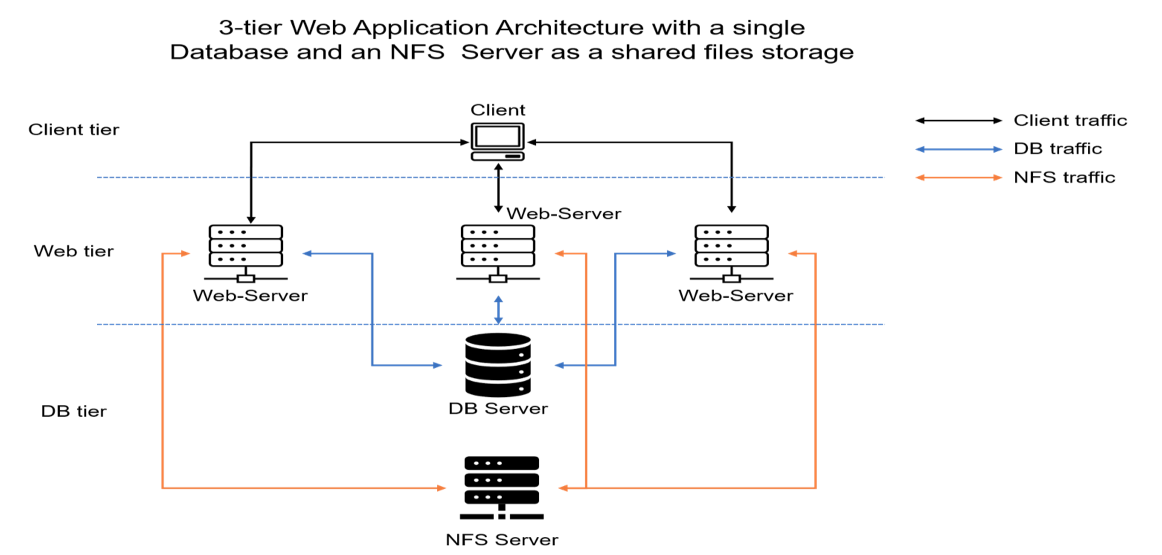 3-tier Web Application Architecture with a single
Database and an NFS Server as a shared files storage
Client
Client tier
Client traffic
DB traffic
NFS traffic
Web-Server
Web tier
Web-Server
Web-Server
DB Server
DB tier
NFS Server